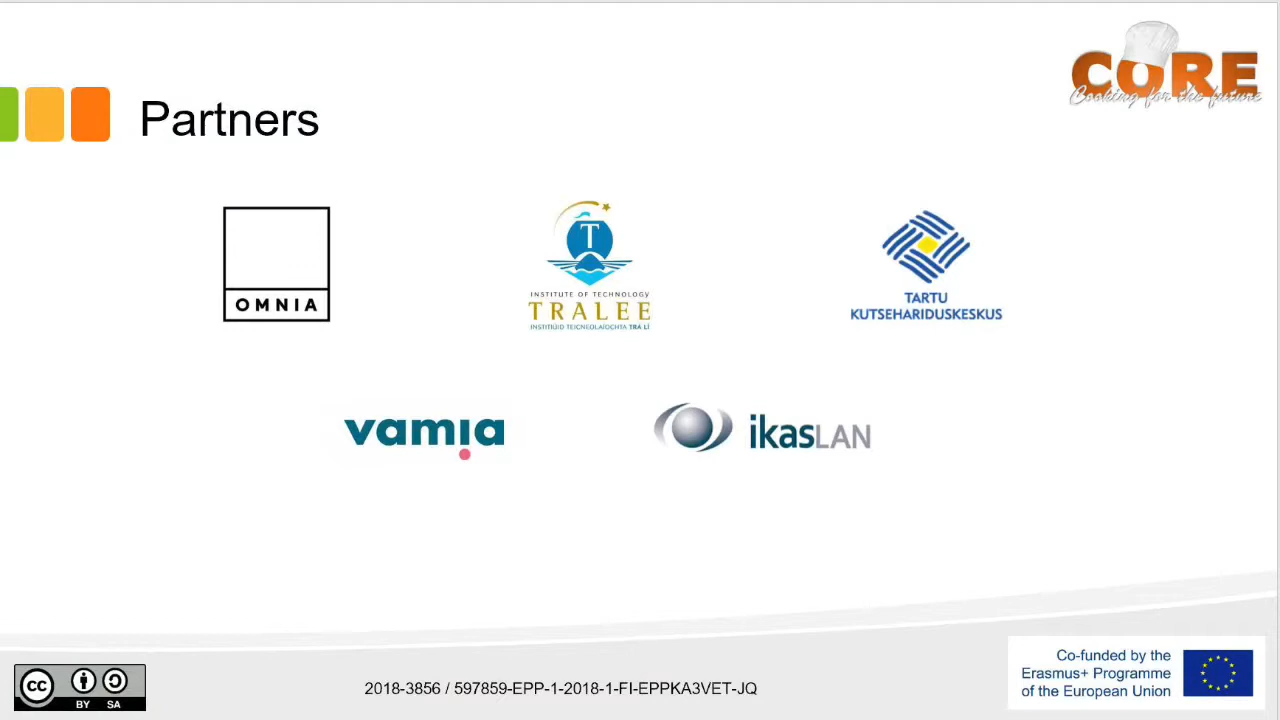 CORE
Cooking for the future
Partners
OMNIA
T
INSTITUTE OF TECHNOLOGY
TRALEE
INSTITIÚID TEICNEOLAÍOCHTA TRÁ LÍ
TARTU
KUTSEHARIDUSKESKUS
vamia
ikasLAN
cc
BY SA
2018-3856 / 597859-EPP-1-2018-1-FI-EPPKA3VET-JQ
Co-funded by the
Erasmus+ Programme
of the European Union